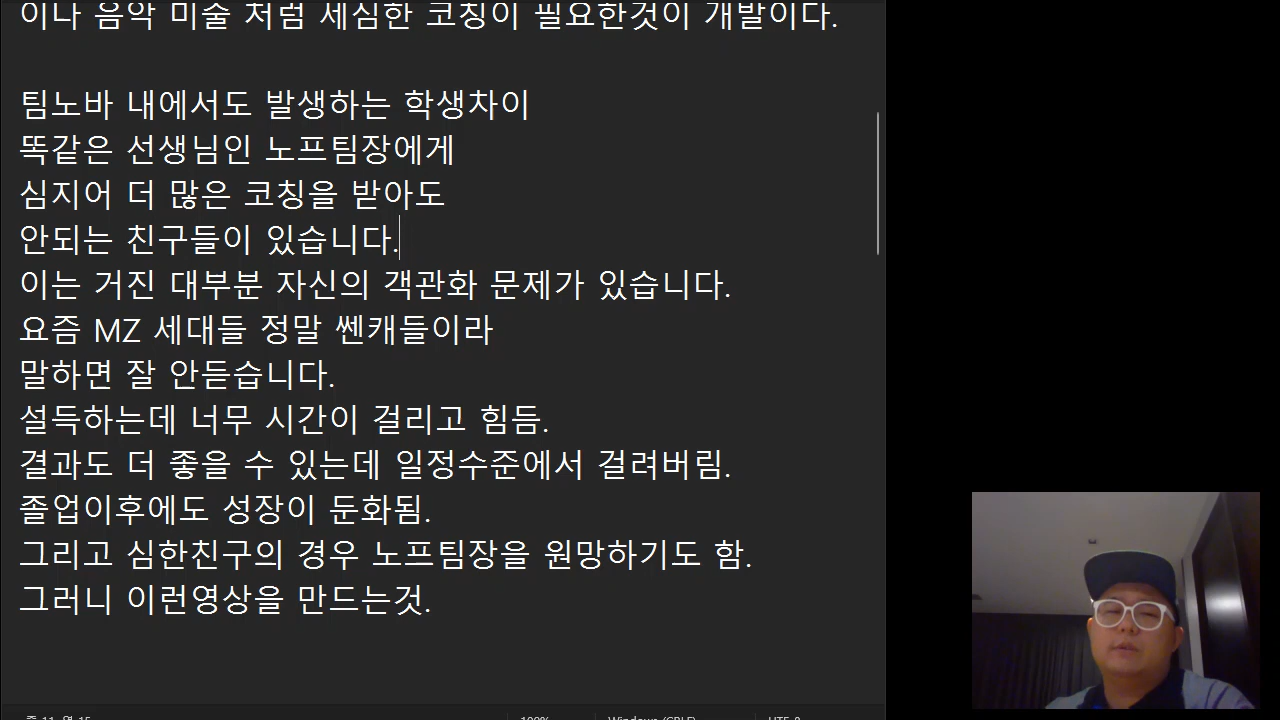 이나 음악 미술 처럼 세심한 코칭이 필요한것이 개발이다.
팀노바 내에서도 발생하는 학생차이
똑같은 선생님인 노프팀장에게
심지어 더 많은 코칭을 받아도
안되는 친구들이 있습니다.
이는 거진 대부분 자신의 객관화 문제가 있습니다.
요즘 MZ 세대들 정말 쎈캐들이라
말하면 잘 안듣습니다.
설득하는데 너무 시간이 걸리고 힘듬.
결과도 더 좋을 수 있는데 일정수준에서 걸려버림.
졸업이후에도 성장이 둔화됨.
그리고 심한친구의 경우 노프팀장을 원망하기도 함.
그러니 이런영상을 만드는것.